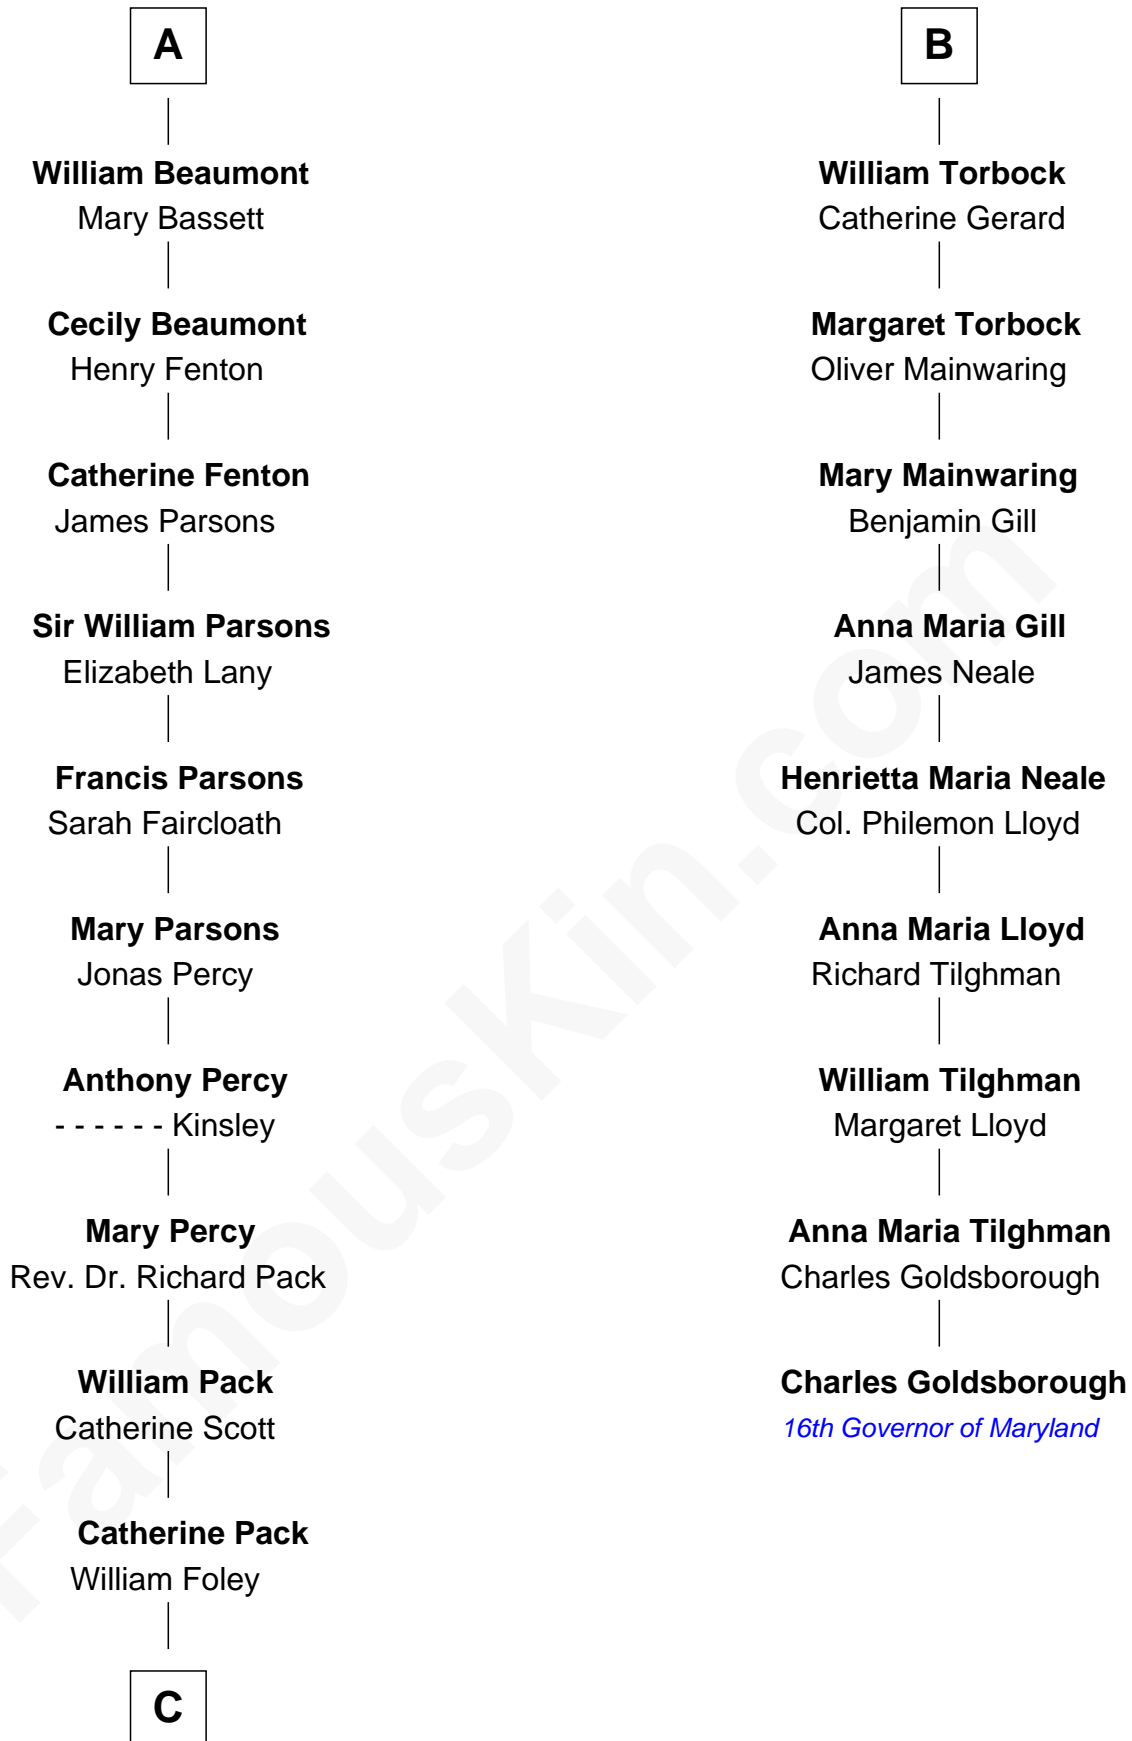 A
William Beaumont
Mary Bassett
Cecily Beaumont
Henry Fenton
Catherine Fenton
James Parsons
Sir William Parsons
Elizabeth Lany
Francis Parsons
Sarah Faircloath
Mary Parsons
Jonas Percy
Anthony Percy
- - - - - - Kinsley
Mary Percy
Rev. Dr. Richard Pack
William Pack
Catherine Scott
Catherine Pack
William Foley
C
B
William Torbock
Catherine Gerard
Margaret Torbock
Oliver Mainwaring
Mary Mainwaring
Benjamin Gill
Anna Maria Gill
James Neale
Henrietta Maria Neale
Col. Philemon Lloyd
Anna Maria Lloyd
Richard Tilghman
William Tilghman
Margaret Lloyd
Anna Maria Tilghman
Charles Goldsborough
Charles Goldsborough
16th Governor of Maryland
FamousKin.com